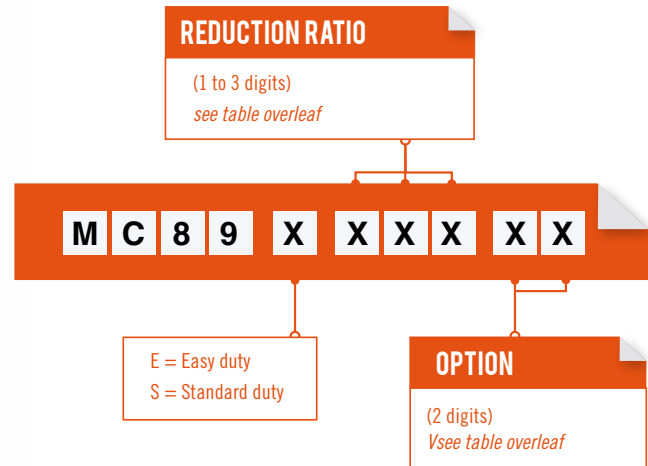 REDUCTION RATIO
(1 to 3 digits)
see table overleaf
M C 8 9 X X X X X X
E = Easy duty
S = Standard duty
OPTION
(2 digits)
Vsee table overleaf